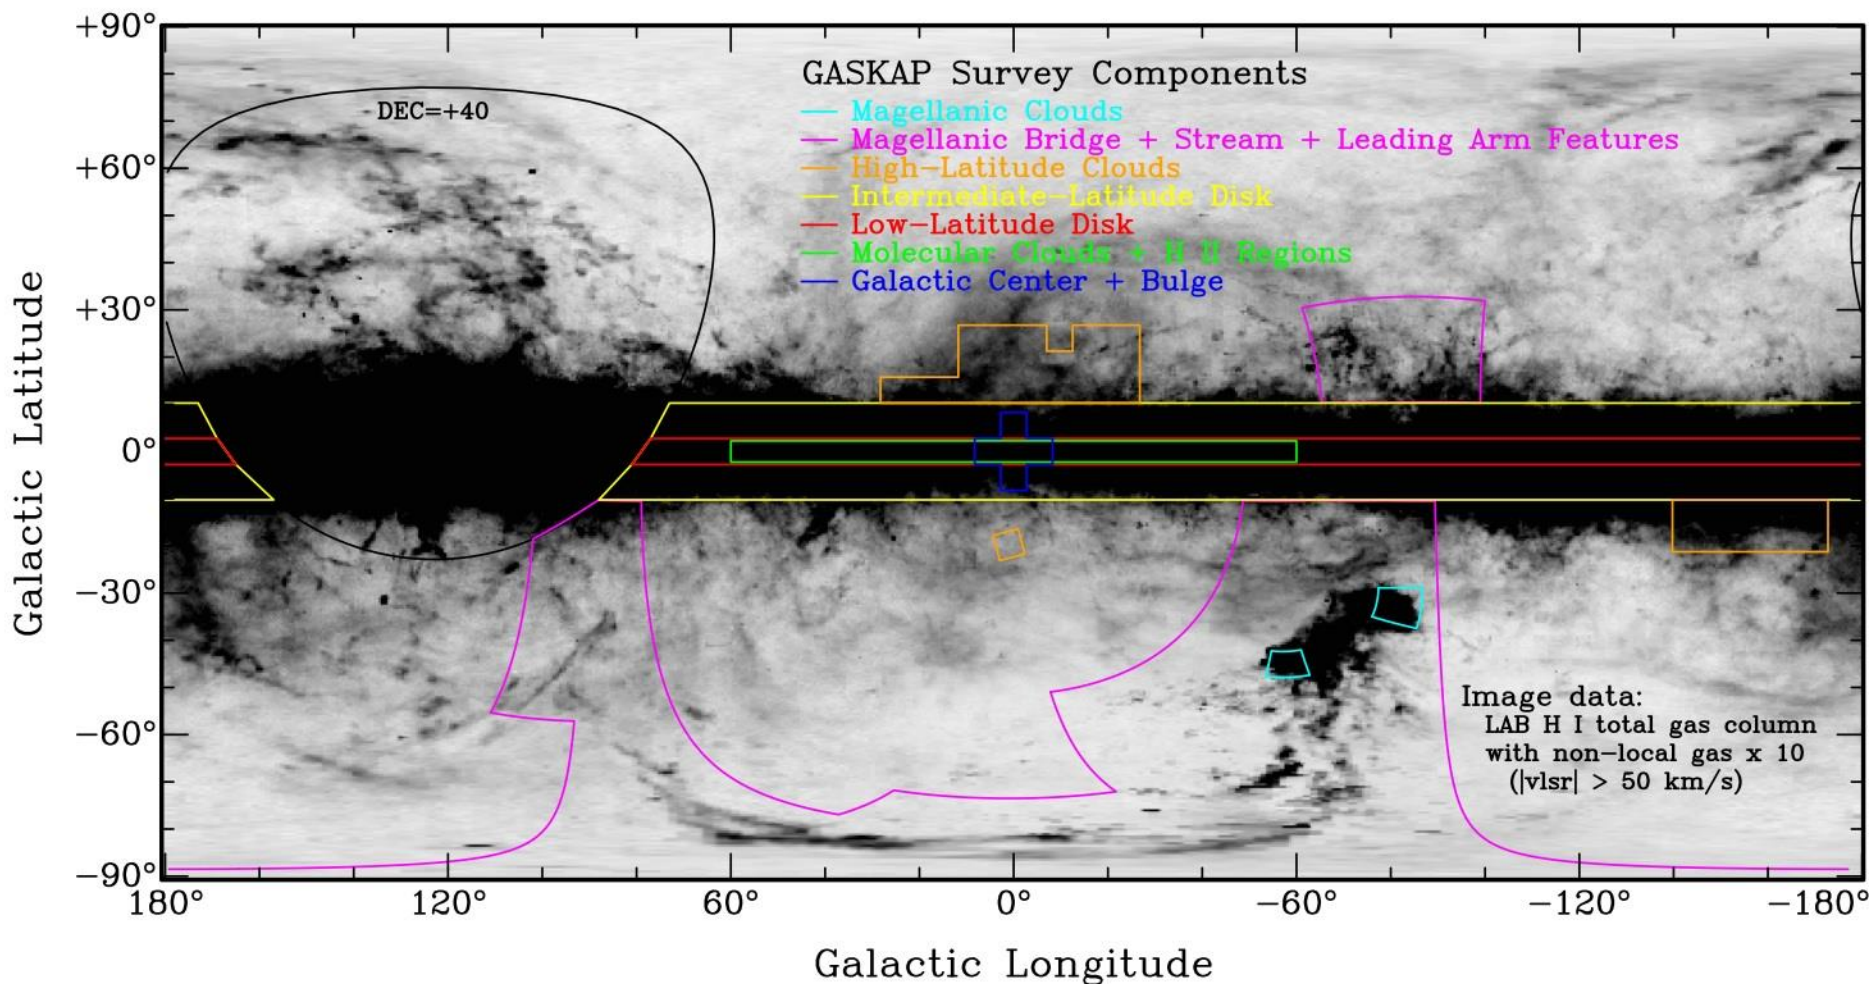 +90°
+60°
+30°
0°
−30°
−60°
−90°
Galactic Latitude
DEC=+40
GASKAP Survey Components
Magellanic Clouds
Magellanic Bridge + Stream + Leading Arm Features
High−Latitude Clouds
Intermediate−Latitude Disk
Low−Latitude Disk
Molecular Clouds + H II Regions
Galactic Center + Bulge
Image data:
LAB H I total gas column
with non−local gas x 10
(|vlsr| > 50 km/s)
180° 120° 60° 0° −60° −120° −180°
Galactic Longitude